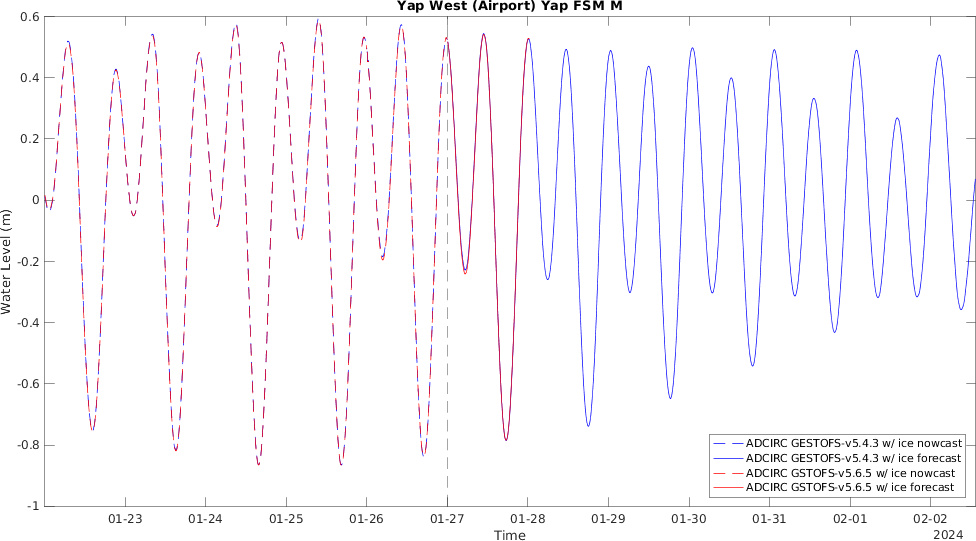 Yap West (Airport) Yap FSM M
0.6
0.4
0.2
0
-0.2
-0.4
-0.6
-0.8
-1
Water Level (m)
ADCIRC GESTOFS-v5.4.3 w/ ice nowcast
ADCIRC GESTOFS-v5.4.3 w/ ice forecast
ADCIRC GSTOFS-v5.6.5 w/ ice nowcast
ADCIRC GSTOFS-v5.6.5 w/ ice forecast
01-23 01-24 01-25 01-26 01-27 01-28 01-29 01-30 01-31 02-01 02-02
Time
2024